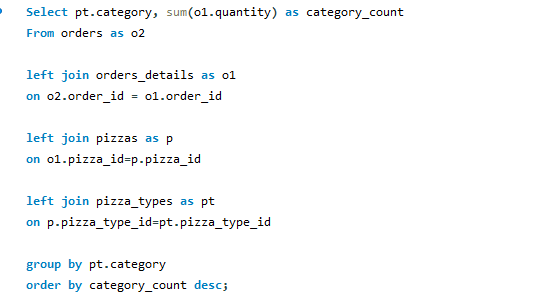 Select pt.category, sum(o1.quantity) as category_count
From orders as o2
left join orders_details as o1
on o2.order_id = o1.order_id
left join pizzas as p
on o1.pizza_id=p.pizza_id
left join pizza_types as pt
on p.pizza_type_id=pt.pizza_type_id
group by pt.category
order by category_count desc;